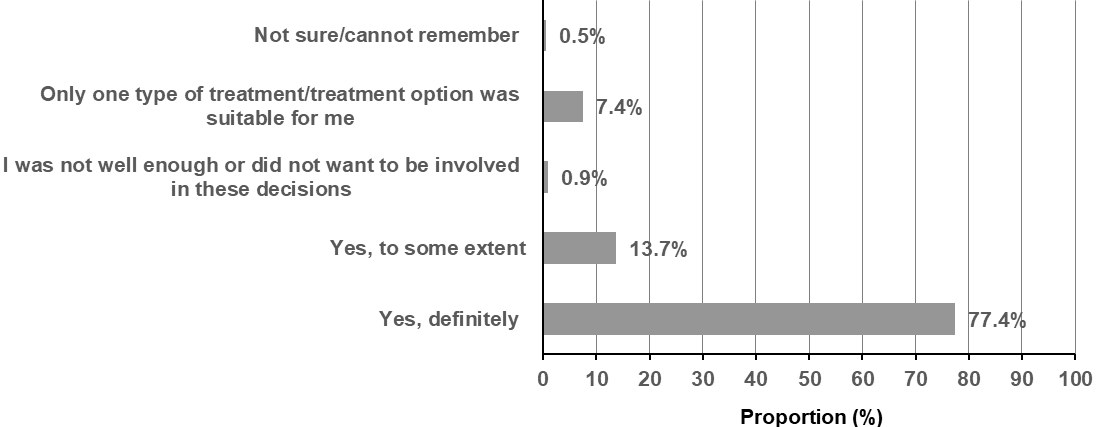 Not sure/cannot remember
0.5%
Only one type of treatment/treatment option was
suitable for me
7.4%
I was not well enough or did not want to be involved
in these decisions
0.9%
Yes, to some extent
13.7%
Yes, definitely
77.4%
0 10 20 30 40 50 60 70 80 90 100
Proportion (%)